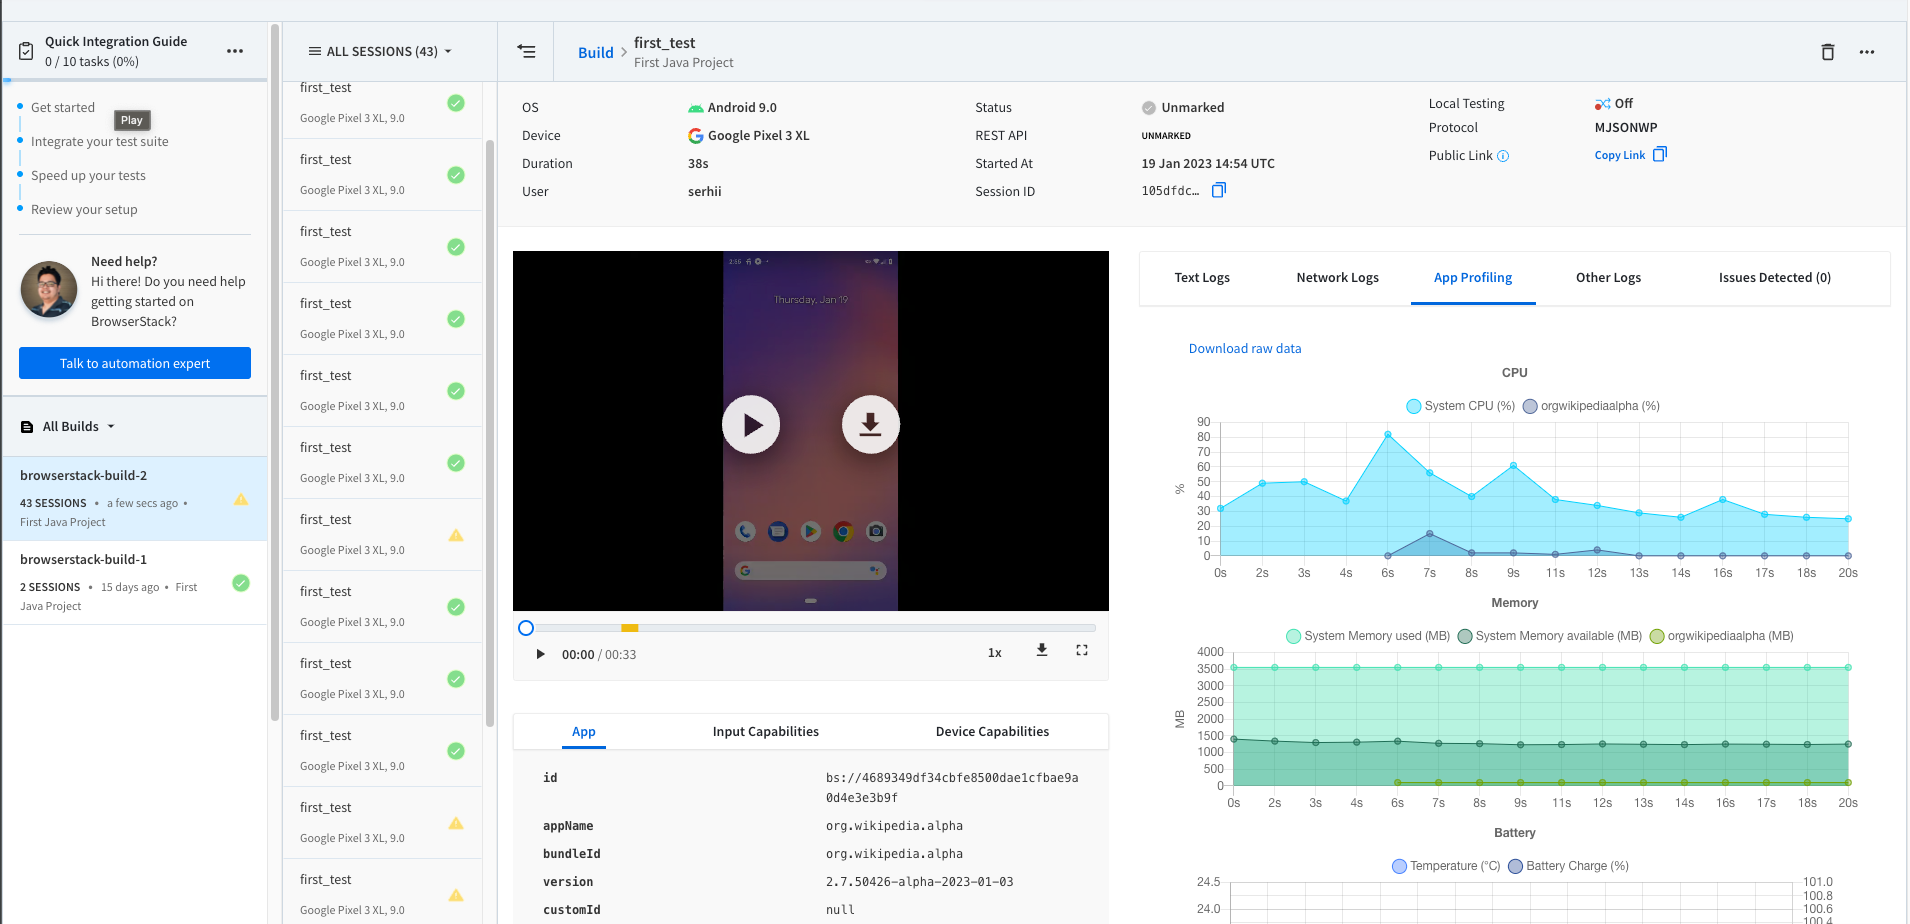 Quick Integration Guide
0 / 10 tasks (0%)
Get started
Play
Integrate your test suite
Speed up your tests
Review your setup
Need help?
Hi there! Do you need help
getting started on
BrowserStack?
Talk to automation expert
All Builds
browserstack-build-2
43 SESSIONS • a few secs ago •
First Java Project
browserstack-build-1
2 SESSIONS • 15 days ago • First
Java Project
ALL SESSIONS (43)
first_test
Google Pixel 3 XL, 9.0
first_test
Google Pixel 3 XL, 9.0
first_test
Google Pixel 3 XL, 9.0
first_test
Google Pixel 3 XL, 9.0
first_test
Google Pixel 3 XL, 9.0
first_test
Google Pixel 3 XL, 9.0
first_test
Google Pixel 3 XL, 9.0
first_test
Google Pixel 3 XL, 9.0
first_test
Google Pixel 3 XL, 9.0
first_test
Google Pixel 3 XL, 9.0
first_test
Google Pixel 3 XL, 9.0
first_test
Google Pixel 3 XL, 9.0
Build > first_test
First Java Project
OS Android 9.0
Device Google Pixel 3 XL
Duration 38s
User serhii
Status Unmarked
REST API UNMARKED
Started At 19 Jan 2023 14:54 UTC
Session ID 105dfdc…
Local Testing Off
Protocol MJSONWP
Public Link Copy Link
Thursday, Jan 19
00:00 / 00:33
1x
App Input Capabilities Device Capabilities
id bs://4689349df34cbfe8500dae1cfbae9a
0d4e3e3b9f
appName org.wikipedia.alpha
bundleId org.wikipedia.alpha
version 2.7.50426-alpha-2023-01-03
customId null
Text Logs Network Logs App Profiling Other Logs Issues Detected (0)
Download raw data
CPU
System CPU (%) orgwikipediaalpha (%)
90
80
70
60
50
40
30
20
10
0
%
0s 2s 3s 4s 6s 7s 8s 9s 11s 12s 13s 14s 16s 17s 18s 20s
Memory
System Memory used (MB) System Memory available (MB) orgwikipediaalpha (MB)
4000
3500
3000
2500
2000
1500
1000
500
0
MB
0s 2s 3s 4s 6s 7s 8s 9s 11s 12s 13s 14s 16s 17s 18s 20s
Battery
Temperature (°C) Battery Charge (%)
24.5
24.0
101.0
100.8
100.6
100.4